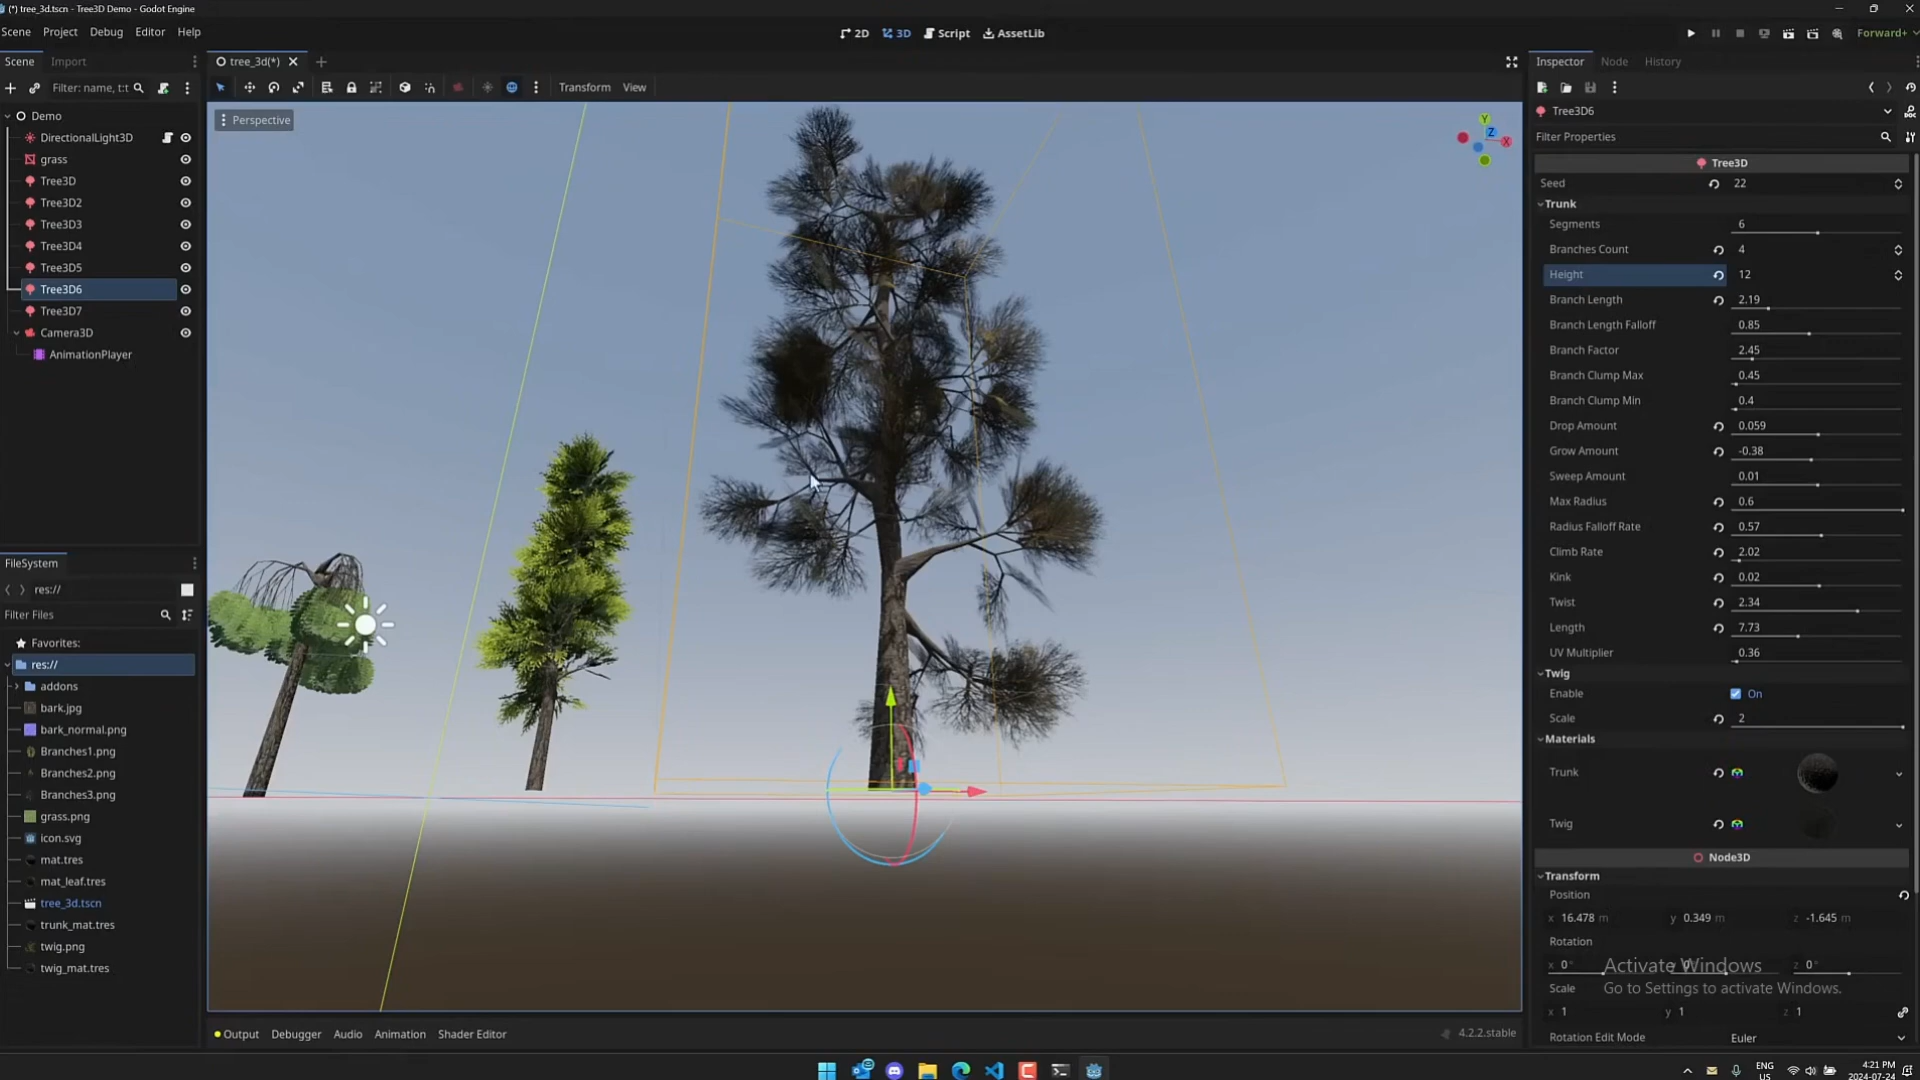 (*) tree_3d.tscn - Tree3D Demo - Godot Engine
Scene Project Debug Editor Help
2D 3D Script AssetLib
Forward+
Scene Import
tree_3d(*)
Inspector Node History
Filter: name, t:t
Transform View
Tree3D6
Demo
Perspective
Y
Z
X
Filter Properties
DirectionalLight3D
grass
Tree3D
Tree3D2
Tree3D3
Tree3D4
Tree3D5
Tree3D6
Tree3D7
Camera3D
AnimationPlayer
Tree3D
Seed 22
Trunk
Segments 6
Branches Count 4
Height 12
Branch Length 2.19
Branch Length Falloff 0.85
Branch Factor 2.45
Branch Clump Max 0.45
Branch Clump Min 0.4
Drop Amount 0.059
Grow Amount -0.38
Sweep Amount 0.01
Max Radius 0.6
Radius Falloff Rate 0.57
Climb Rate 2.02
Kink 0.02
Twist 2.34
Length 7.73
UV Multiplier 0.36
Twig
Enable On
Scale 2
Materials
Trunk
Twig
Node3D
Transform
Position
x 16.478 m y 0.349 m z -1.645 m
Rotation
x 0° y 0° z 0°
Scale
x 1 y 1 z 1
Rotation Edit Mode Euler
Activate Windows
Go to Settings to activate Windows.
FileSystem
res://
Filter Files
Favorites:
res://
addons
bark.jpg
bark_normal.png
Branches1.png
Branches2.png
Branches3.png
grass.png
icon.svg
mat.tres
mat_leaf.tres
tree_3d.tscn
trunk_mat.tres
twig.png
twig_mat.tres
Output Debugger Audio Animation Shader Editor
4.2.2.stable
ENG
US
4:21 PM
2024-07-24